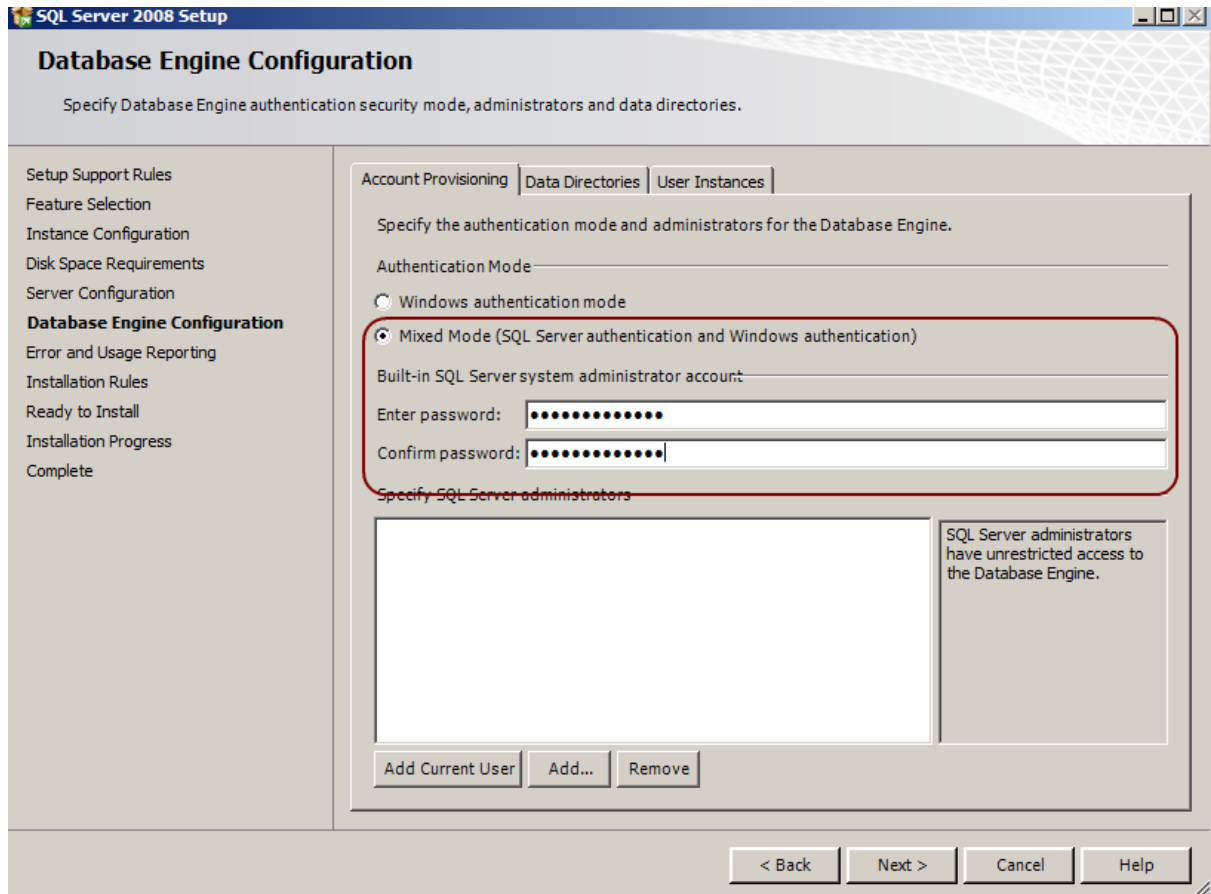 SQL Server 2008 Setup
Database Engine Configuration
Specify Database Engine authentication security mode, administrators and data directories.
Setup Support Rules
Feature Selection
Instance Configuration
Disk Space Requirements
Server Configuration
Database Engine Configuration
Error and Usage Reporting
Installation Rules
Ready to Install
Installation Progress
Complete
Account Provisioning
Data Directories
User Instances
Specify the authentication mode and administrators for the Database Engine.
Authentication Mode
Windows authentication mode
Mixed Mode (SQL Server authentication and Windows authentication)
Built-in SQL Server system administrator account
Enter password: •••••••••••••
Confirm password: •••••••••••••
Specify SQL Server administrators
SQL Server administrators
have unrestricted access to
the Database Engine.
Add Current User
Add...
Remove
< Back
Next >
Cancel
Help